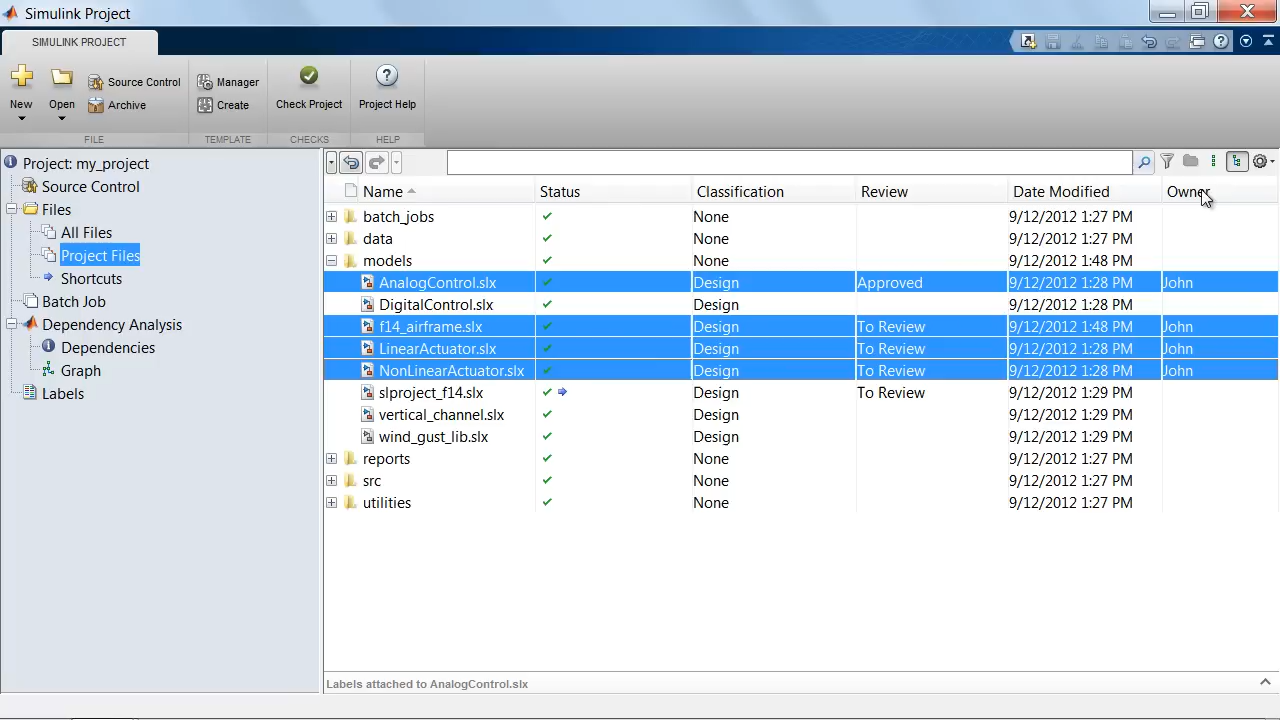 Simulink Project
SIMULINK PROJECT
New
Open
Source Control
Archive
Manager
Create
Check Project
Project Help
FILE
TEMPLATE
CHECKS
HELP
Project: my_project
Source Control
Files
All Files
Project Files
Shortcuts
Batch Job
Dependency Analysis
Dependencies
Graph
Labels
Name Status Classification Review Date Modified Owner
batch_jobs None 9/12/2012 1:27 PM
data None 9/12/2012 1:27 PM
models None 9/12/2012 1:48 PM
AnalogControl.slx Design Approved 9/12/2012 1:28 PM John
DigitalControl.slx Design 9/12/2012 1:28 PM
f14_airframe.slx Design To Review 9/12/2012 1:48 PM John
LinearActuator.slx Design To Review 9/12/2012 1:28 PM John
NonLinearActuator.slx Design To Review 9/12/2012 1:28 PM John
slproject_f14.slx Design To Review 9/12/2012 1:29 PM
vertical_channel.slx Design 9/12/2012 1:29 PM
wind_gust_lib.slx Design 9/12/2012 1:29 PM
reports None 9/12/2012 1:27 PM
src None 9/12/2012 1:27 PM
utilities None 9/12/2012 1:27 PM
Labels attached to AnalogControl.slx